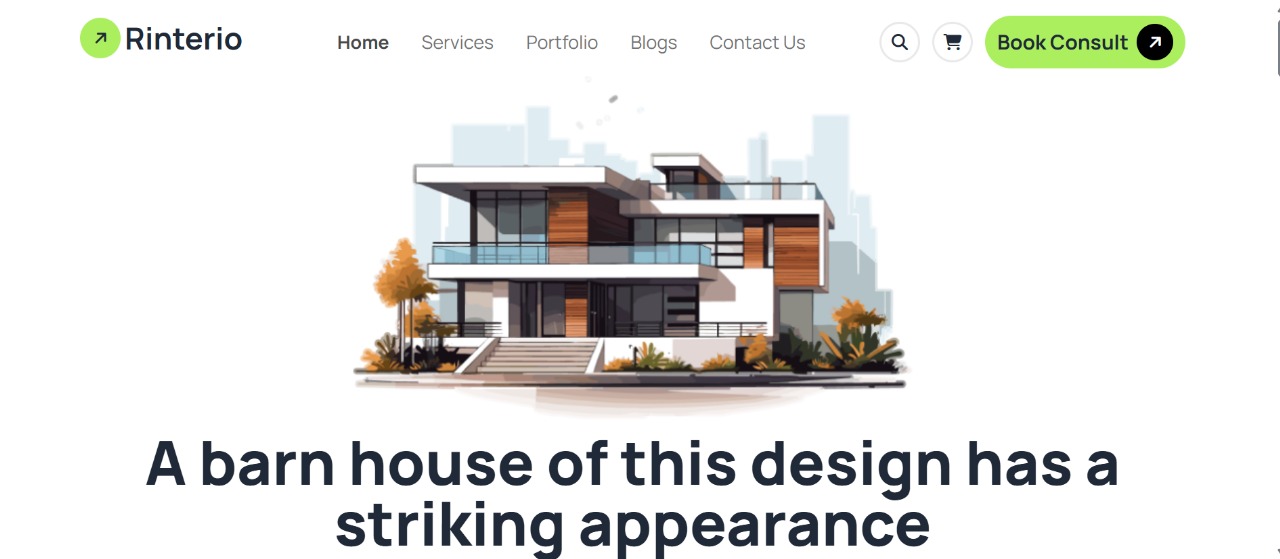 Rinterio
Home Services Portfolio Blogs Contact Us
Book Consult
A barn house of this design has a
striking appearance